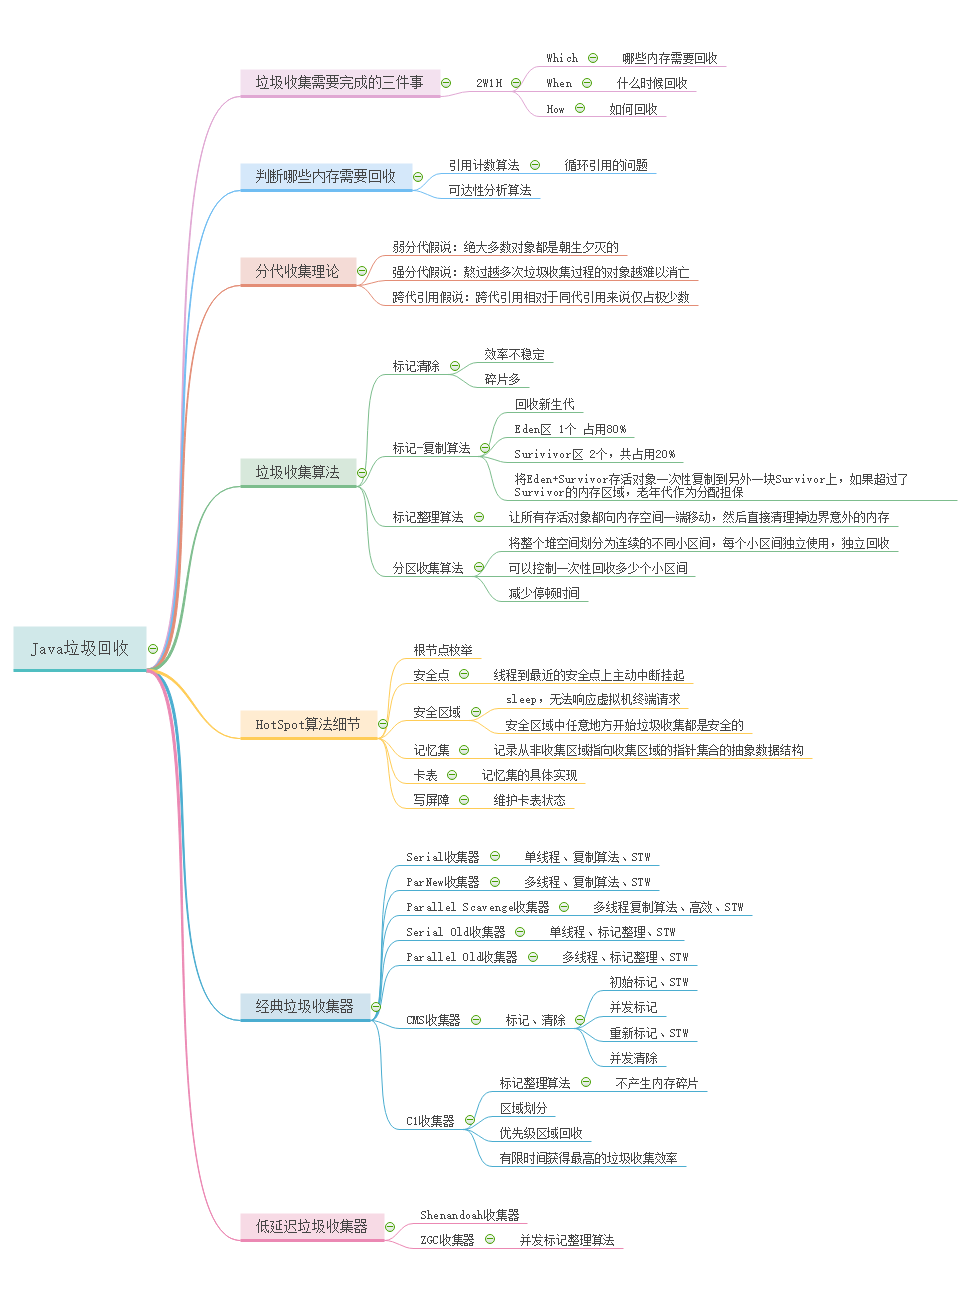 Java垃圾回收
垃圾收集需要完成的三件事
2W1H
Which
哪些内存需要回收
When
什么时候回收
How
如何回收
判断哪些内存需要回收
引用计数算法
循环引用的问题
可达性分析算法
分代收集理论
弱分代假说：绝大多数对象都是朝生夕灭的
强分代假说：熬过越多次垃圾收集过程的对象越难以消亡
跨代引用假说：跨代引用相对于同代引用来说仅占极少数
垃圾收集算法
标记清除
效率不稳定
碎片多
标记-复制算法
回收新生代
Eden区 1个 占用80%
Surivivor区 2个，共占用20%
将Eden+Survivor存活对象一次性复制到另外一块Survivor上，如果超过了
Survivor的内存区域，老年代作为分配担保
标记整理算法
让所有存活对象都向内存空间一端移动，然后直接清理掉边界意外的内存
分区收集算法
将整个堆空间划分为连续的不同小区间，每个小区间独立使用，独立回收
可以控制一次性回收多少个小区间
减少停顿时间
HotSpot算法细节
根节点枚举
安全点
线程到最近的安全点上主动中断挂起
安全区域
sleep，无法响应虚拟机终端请求
安全区域中任意地方开始垃圾收集都是安全的
记忆集
记录从非收集区域指向收集区域的指针集合的抽象数据结构
卡表
记忆集的具体实现
写屏障
维护卡表状态
经典垃圾收集器
Serial收集器
单线程、复制算法、STW
ParNew收集器
多线程、复制算法、STW
Parallel Scavenge收集器
多线程复制算法、高效、STW
Serial Old收集器
单线程、标记整理、STW
Parallel Old收集器
多线程、标记整理、STW
CMS收集器
标记、清除
初始标记、STW
并发标记
重新标记、STW
并发清除
C1收集器
标记整理算法
不产生内存碎片
区域划分
优先级区域回收
有限时间获得最高的垃圾收集效率
低延迟垃圾收集器
Shenandoah收集器
ZGC收集器
并发标记整理算法